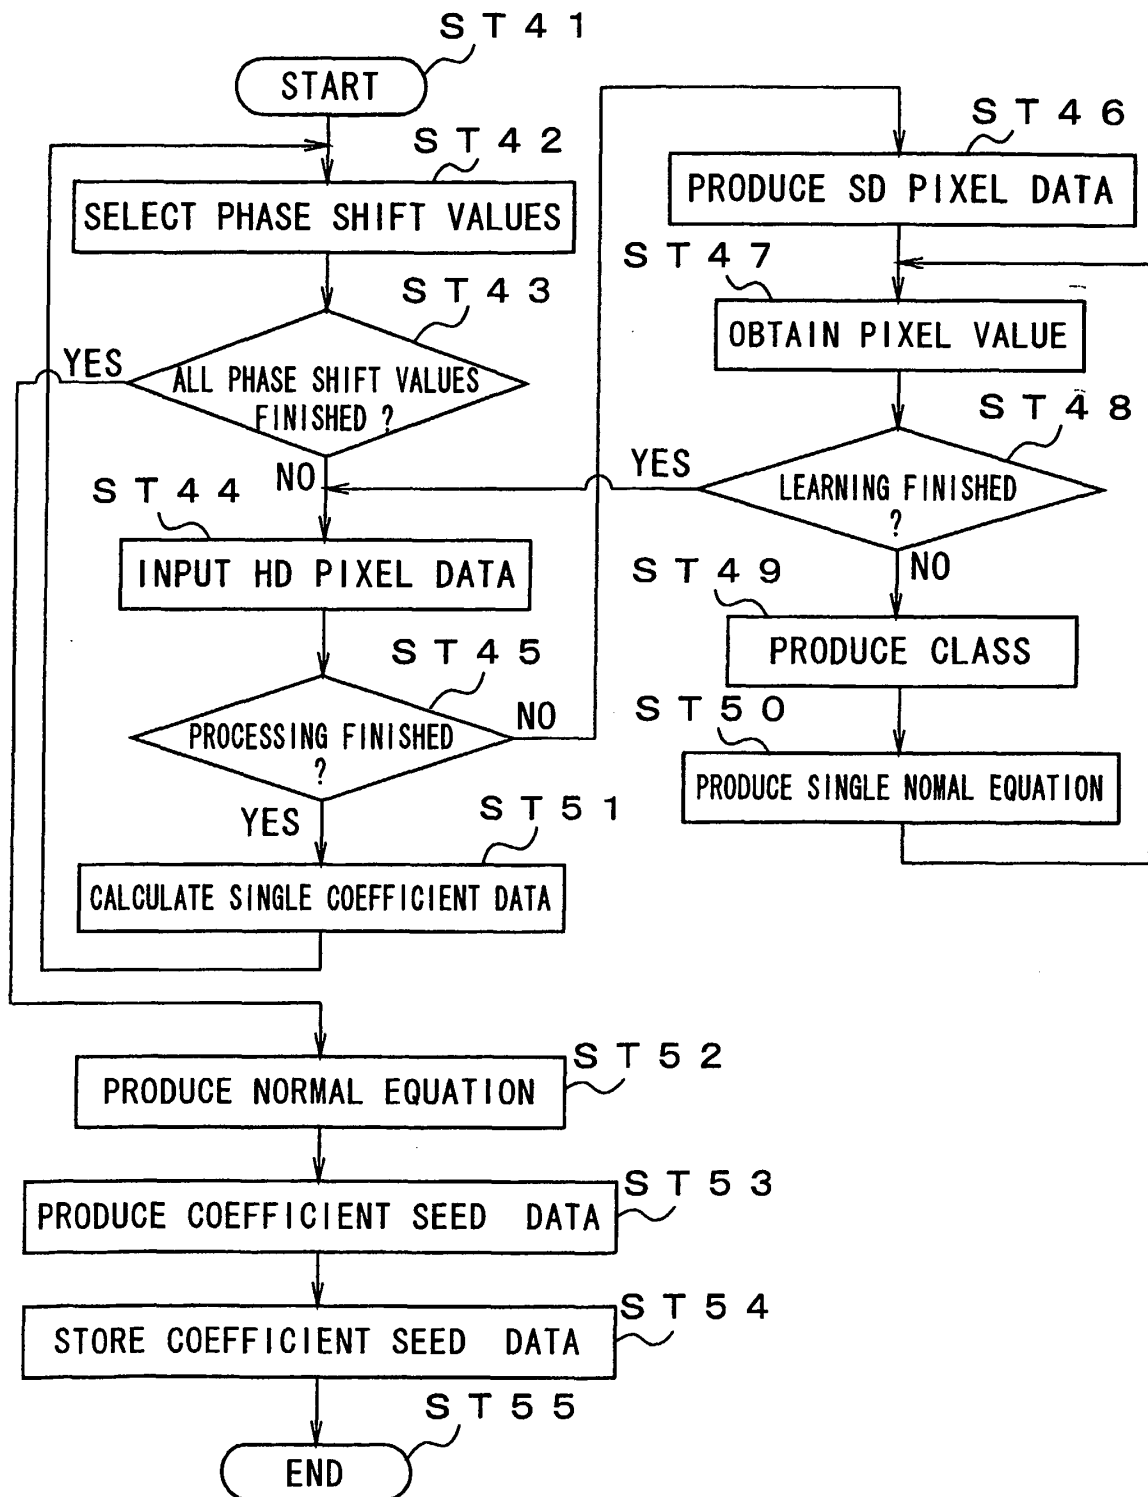 ST41
START
ST42
SELECT PHASE SHIFT VALUES
ST43
YES
ALL PHASE SHIFT VALUES
FINISHED ?
NO
ST44
INPUT HD PIXEL DATA
ST45
NO
PROCESSING FINISHED
?
YES
ST51
CALCULATE SINGLE COEFFICIENT DATA
ST46
PRODUCE SD PIXEL DATA
ST47
OBTAIN PIXEL VALUE
ST48
YES
LEARNING FINISHED
?
NO
ST49
PRODUCE CLASS
ST50
PRODUCE SINGLE NOMAL EQUATION
ST52
PRODUCE NORMAL EQUATION
ST53
PRODUCE COEFFICIENT SEED DATA
ST54
STORE COEFFICIENT SEED DATA
ST55
END